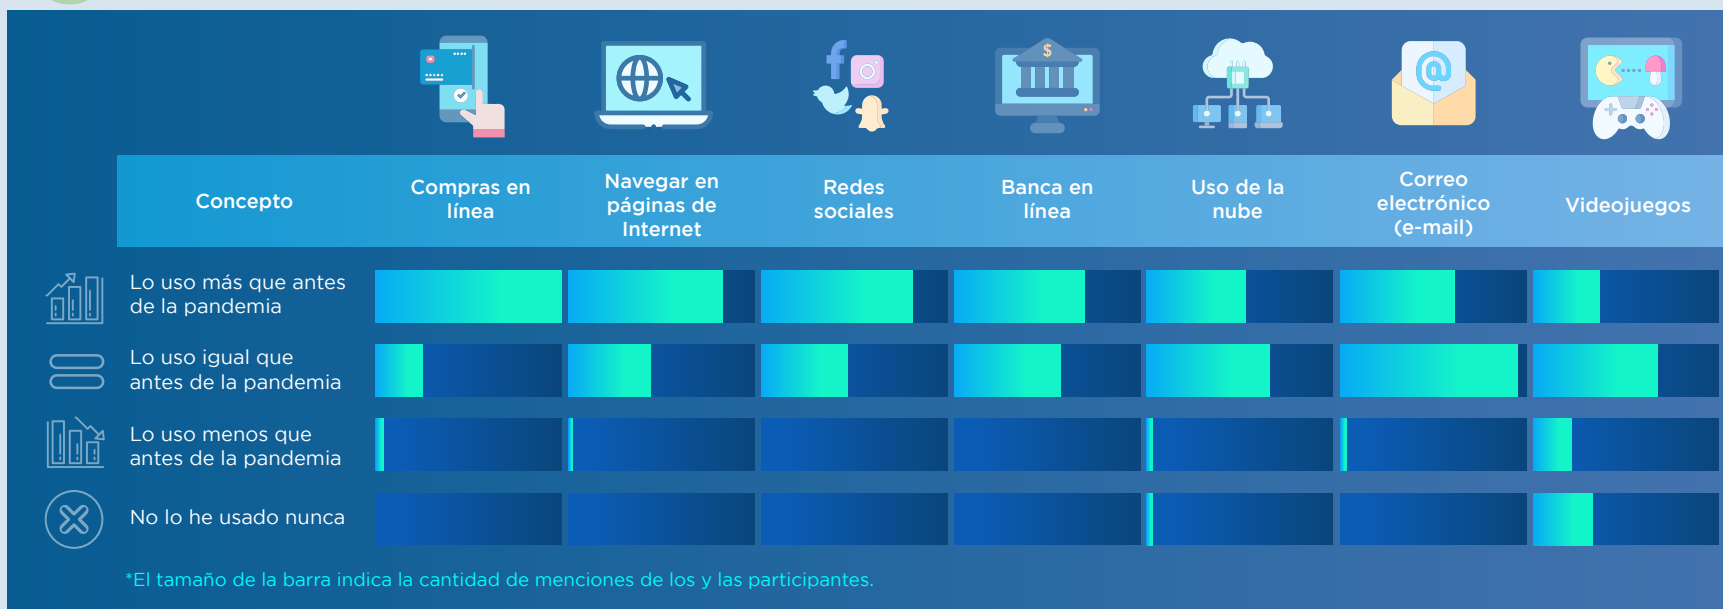 $
@
Concepto
Compras en
línea
Navegar en
páginas de
Internet
Redes
sociales
Banca en
línea
Uso de la
nube
Correo
electrónico
(e-mail)
Videojuegos
Lo uso más que antes
de la pandemia
Lo uso igual que
antes de la pandemia
Lo uso menos que
antes de la pandemia
No lo he usado nunca
*El tamaño de la barra indica la cantidad de menciones de los y las participantes.